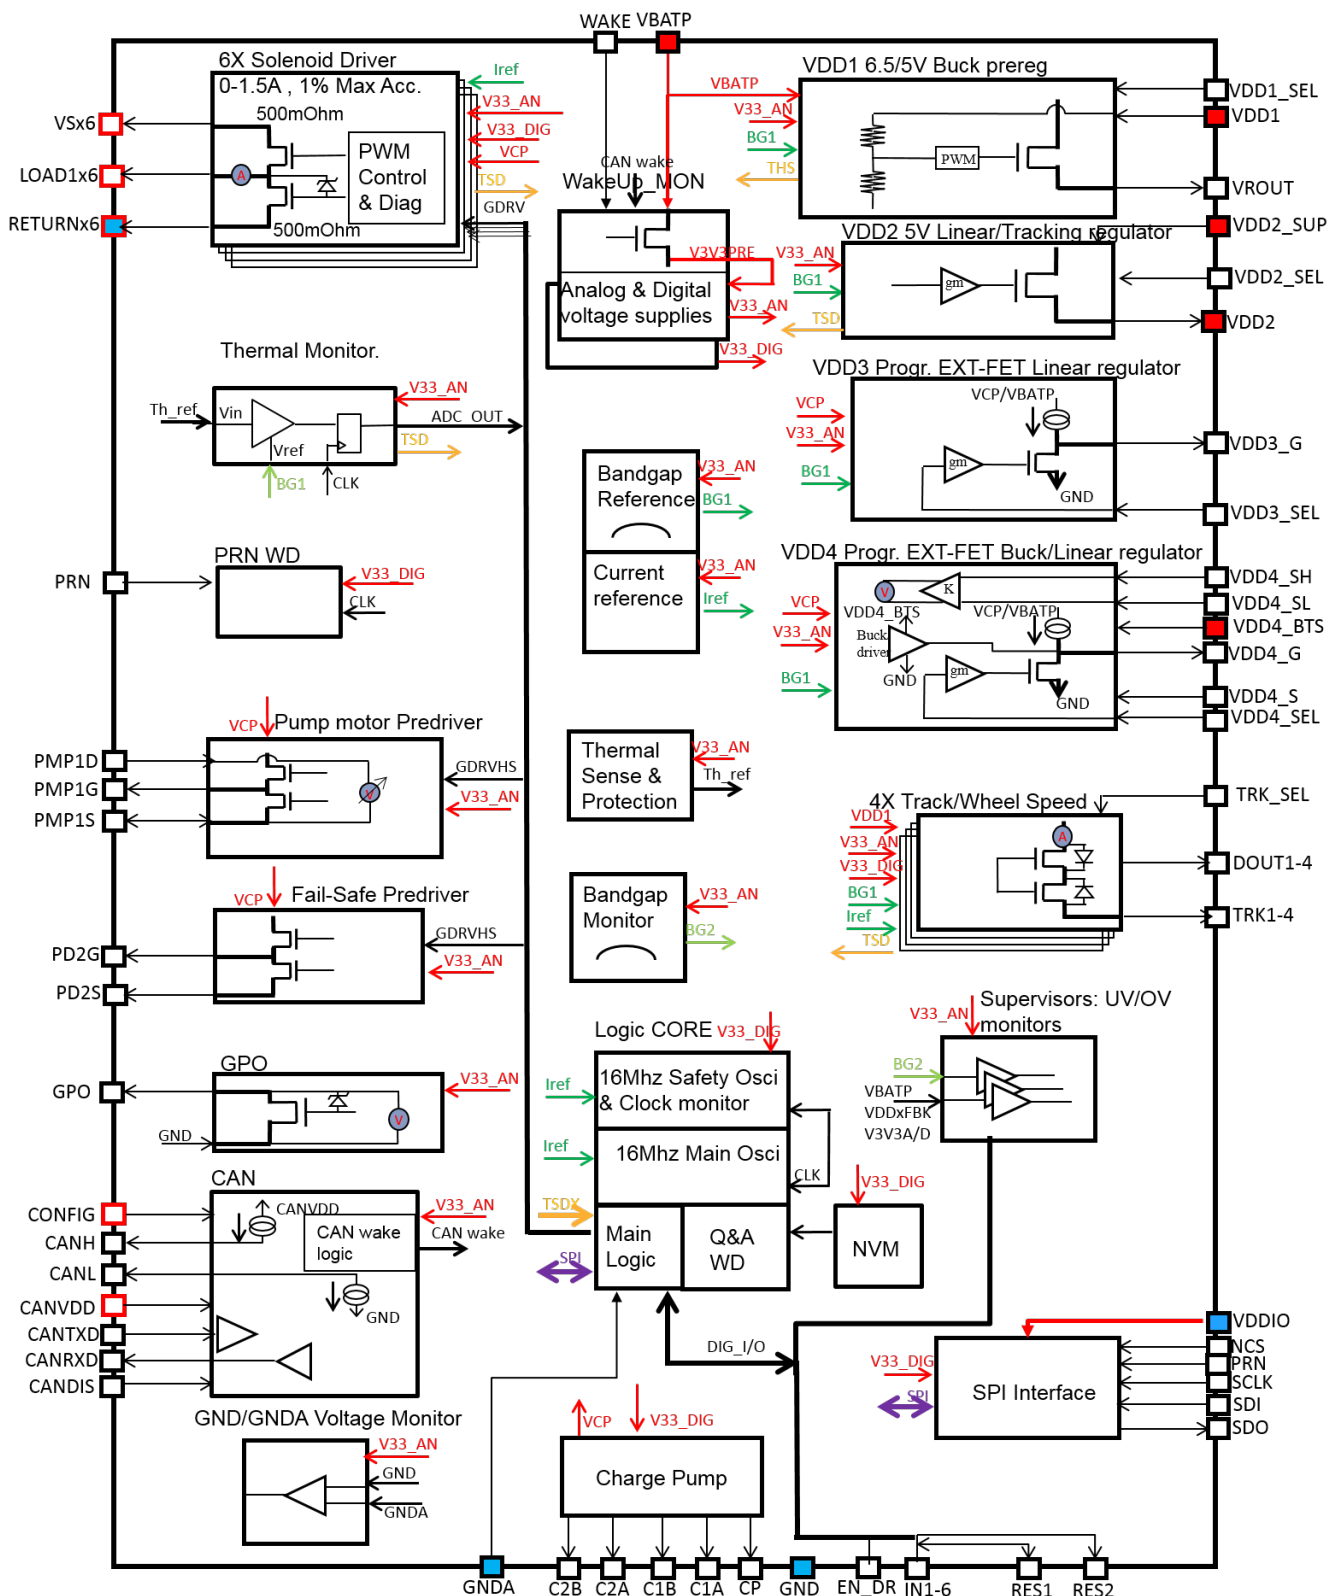 WAKE VBATP
6X Solenoid Driver
0-1.5A , 1% Max Acc.
500mOhm
A
500mOhm
PWM
Control
& Diag
Iref
V33_AN
V33_DIG
VCP
TSD
GDRV
VSx6
LOAD1x6
RETURNx6
VBATP
CAN wake
WakeUp_MON
V3V3PRE
Analog & Digital
voltage supplies
V33_AN
V33_DIG
VDD1 6.5/5V Buck prereg
V33_AN
BG1
THS
PWM
VDD1_SEL
VDD1
VROUT
VDD2_SUP
VDD2 5V Linear/Tracking regulator
V33_AN
BG1
TSD
gm
VDD2_SEL
VDD2
VDD3 Progr. EXT-FET Linear regulator
VCP
V33_AN
BG1
VCP/VBATP
gm
GND
VDD3_G
VDD3_SEL
Thermal Monitor.
Th_ref
Vin
Vref
BG1
CLK
V33_AN
ADC_OUT
TSD
Bandgap
Reference
V33_AN
BG1
Current
reference
V33_AN
Iref
VDD4 Progr. EXT-FET Buck/Linear regulator
VCP
V33_AN
BG1
V
K
VDD4_BTS
VCP/VBATP
Buck
driver
GND
gm
GND
VDD4_SH
VDD4_SL
VDD4_BTS
VDD4_G
VDD4_S
VDD4_SEL
PRN WD
PRN
V33_DIG
CLK
Pump motor Predriver
VCP
PMP1D
PMP1G
PMP1S
V
GDRVHS
V33_AN
Thermal
Sense &
Protection
V33_AN
Th_ref
4X Track/Wheel Speed
VDD1
V33_AN
V33_DIG
BG1
Iref
TSD
A
TRK_SEL
DOUT1-4
TRK1-4
Fail-Safe Predriver
VCP
PD2G
PD2S
GDRVHS
V33_AN
Bandgap
Monitor
V33_AN
BG2
Supervisors: UV/OV
monitors
V33_AN
BG2
VBATP
VDDxFBK
V3V3A/D
Logic CORE
V33_DIG
16Mhz Safety Osci
& Clock monitor
Iref
16Mhz Main Osci
Iref
CLK
TSDX
SPI
Main
Logic
Q&A
WD
V33_DIG
NVM
DIG_I/O
GPO
GPO
GND
V
V33_AN
CAN
CONFIG
CANH
CANL
CANVDD
CANTXD
CANRXD
CANDIS
CANVDD
CAN wake
logic
GND
V33_AN
CAN wake
V33_DIG
SPI
SPI Interface
VDDIO
NCS
PRN
SCLK
SDI
SDO
GND/GNDA Voltage Monitor
V33_AN
GND
GNDA
VCP
V33_DIG
Charge Pump
GNDA C2B C2A C1B C1A CP GND EN_DR IN1-6 RES1 RES2